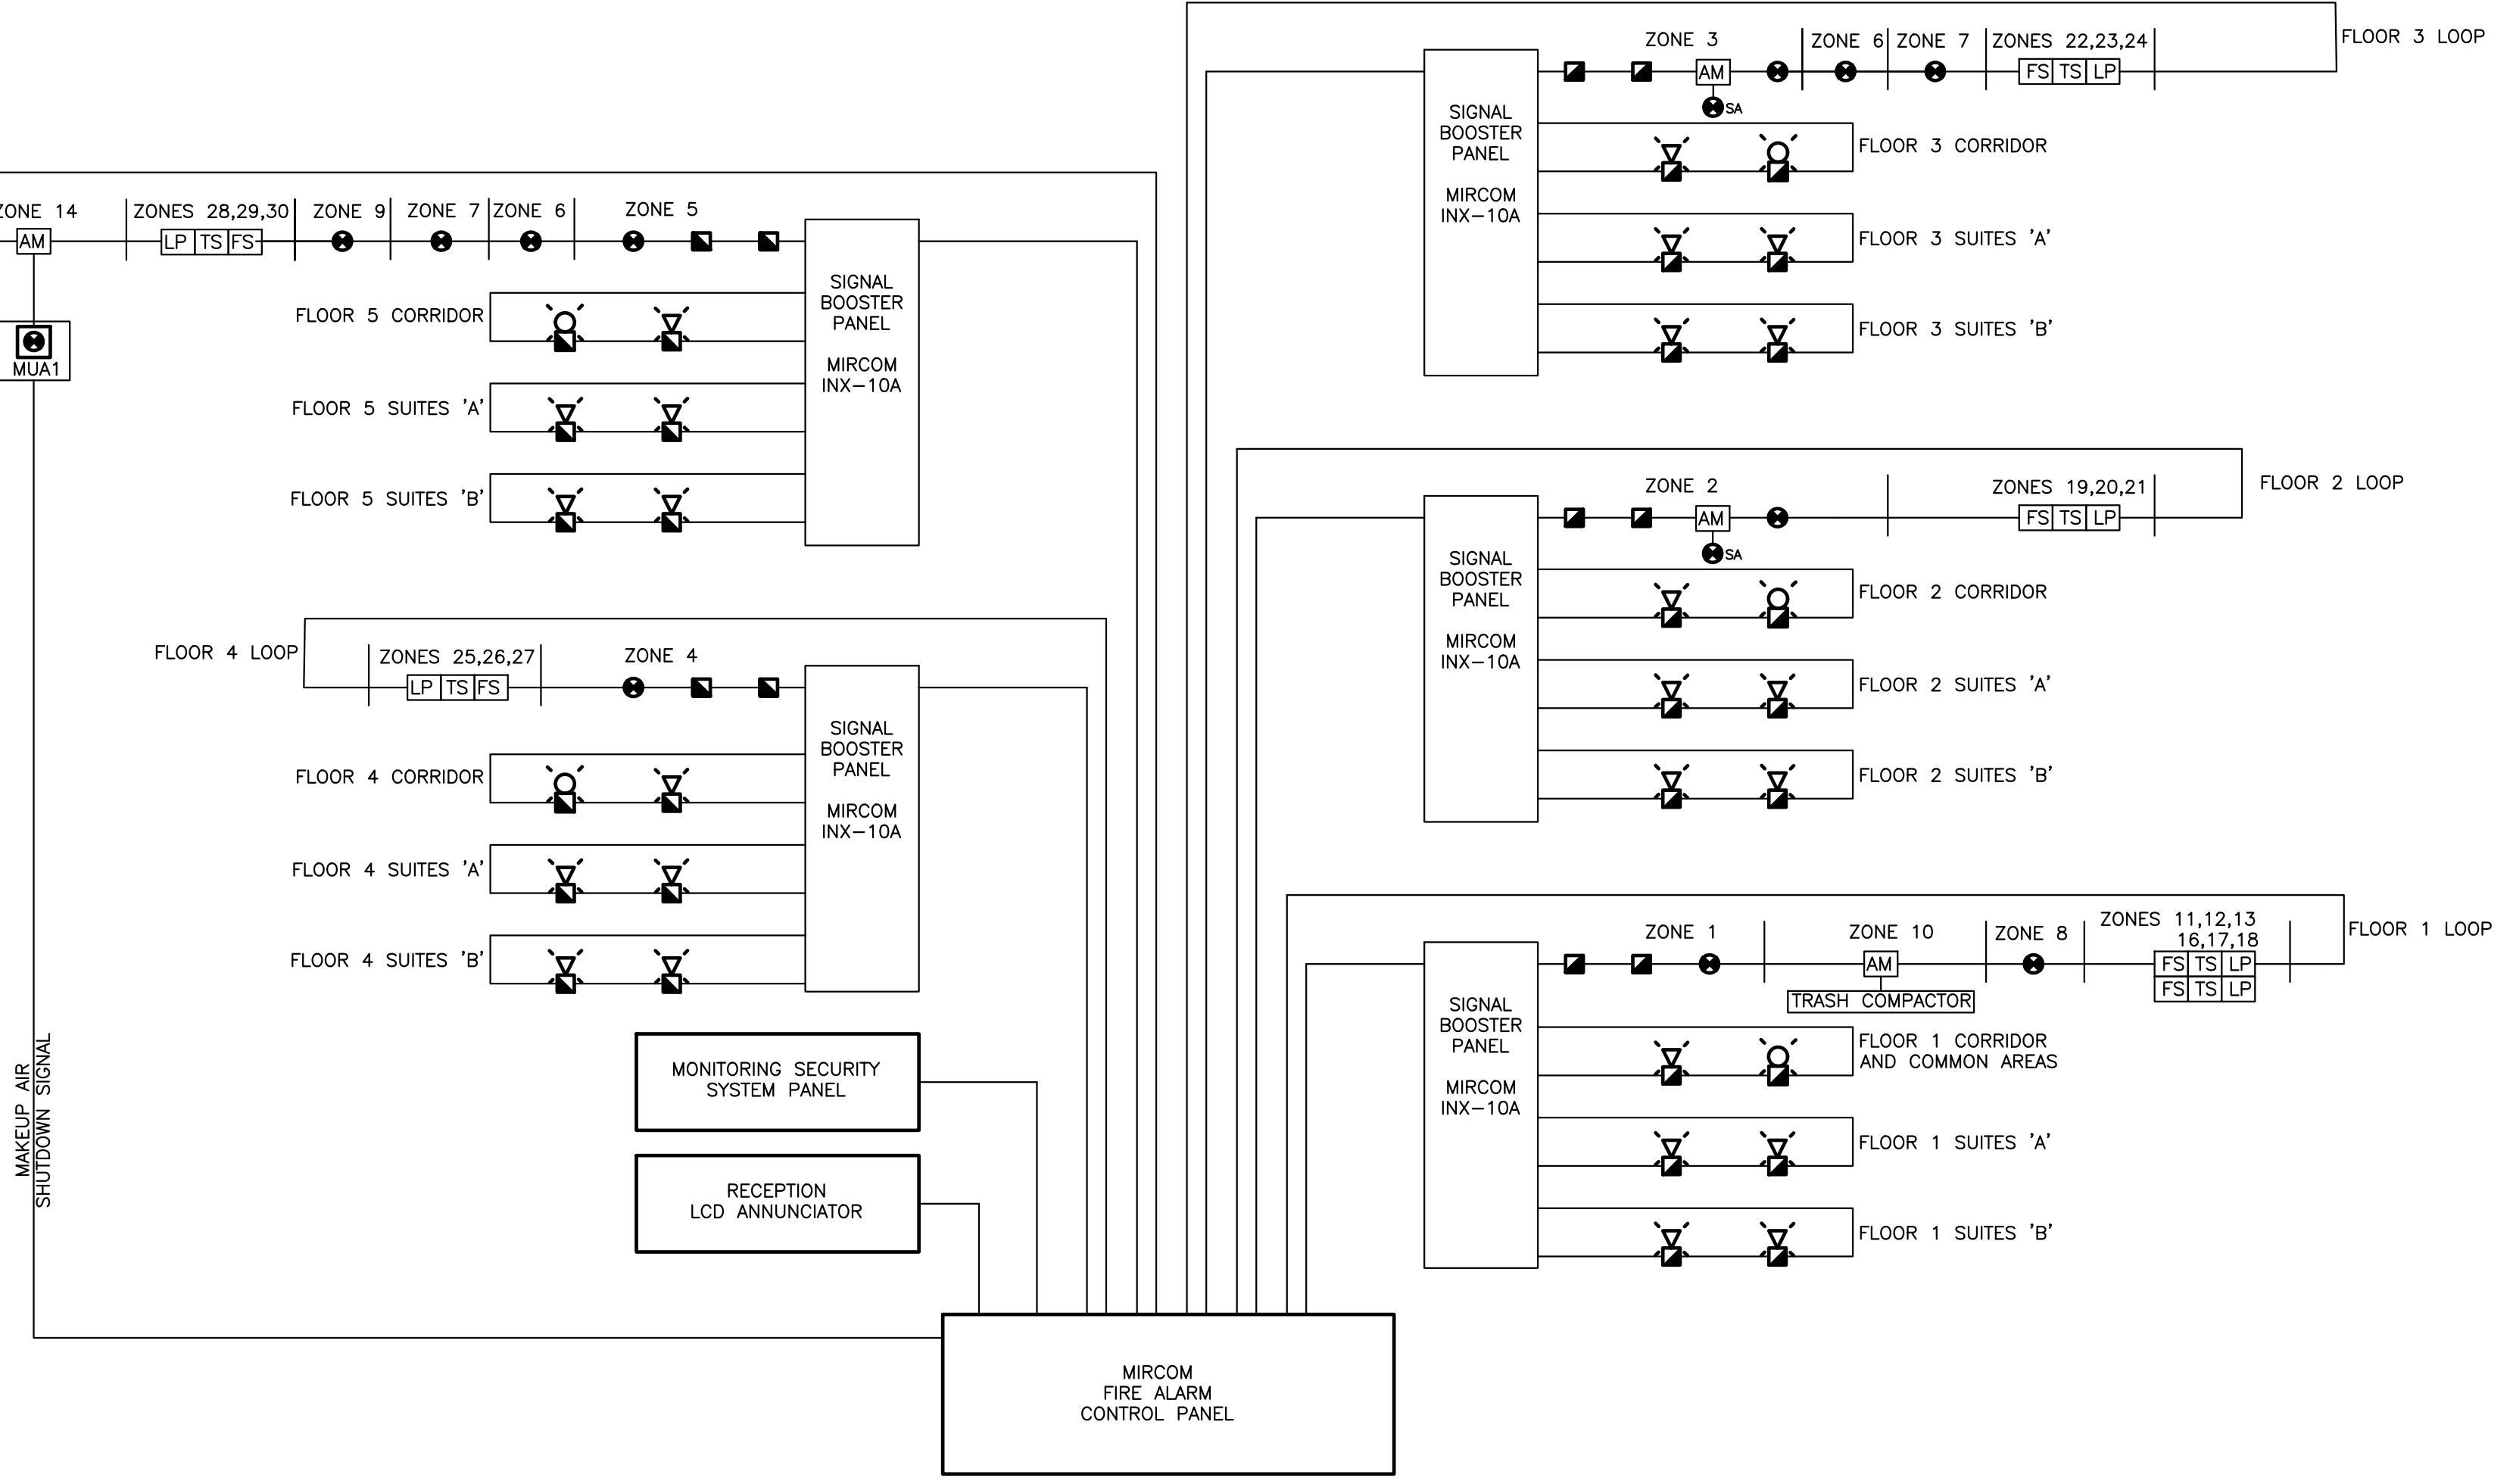 ZONE 3
ZONE 6
ZONE 7
ZONES 22,23,24
FLOOR 3 LOOP
AM
FS TS LP
SA
SIGNAL
BOOSTER
PANEL
MIRCOM
INX-10A
FLOOR 3 CORRIDOR
FLOOR 3 SUITES 'A'
FLOOR 3 SUITES 'B'
ZONE 14
ZONES 28,29,30
ZONE 9
ZONE 7
ZONE 6
ZONE 5
AM
LP TS FS
MUA1
SIGNAL
BOOSTER
PANEL
MIRCOM
INX-10A
FLOOR 5 CORRIDOR
FLOOR 5 SUITES 'A'
FLOOR 5 SUITES 'B'
ZONE 2
ZONES 19,20,21
FLOOR 2 LOOP
AM
FS TS LP
SA
SIGNAL
BOOSTER
PANEL
MIRCOM
INX-10A
FLOOR 2 CORRIDOR
FLOOR 2 SUITES 'A'
FLOOR 2 SUITES 'B'
FLOOR 4 LOOP
ZONES 25,26,27
ZONE 4
LP TS FS
SIGNAL
BOOSTER
PANEL
MIRCOM
INX-10A
FLOOR 4 CORRIDOR
FLOOR 4 SUITES 'A'
FLOOR 4 SUITES 'B'
ZONE 1
ZONE 10
ZONE 8
ZONES 11,12,13
16,17,18
FLOOR 1 LOOP
AM
FS TS LP
FS TS LP
TRASH COMPACTOR
SIGNAL
BOOSTER
PANEL
MIRCOM
INX-10A
FLOOR 1 CORRIDOR
AND COMMON AREAS
FLOOR 1 SUITES 'A'
FLOOR 1 SUITES 'B'
MAKEUP AIR
SHUTDOWN SIGNAL
MONITORING SECURITY
SYSTEM PANEL
RECEPTION
LCD ANNUNCIATOR
MIRCOM
FIRE ALARM
CONTROL PANEL